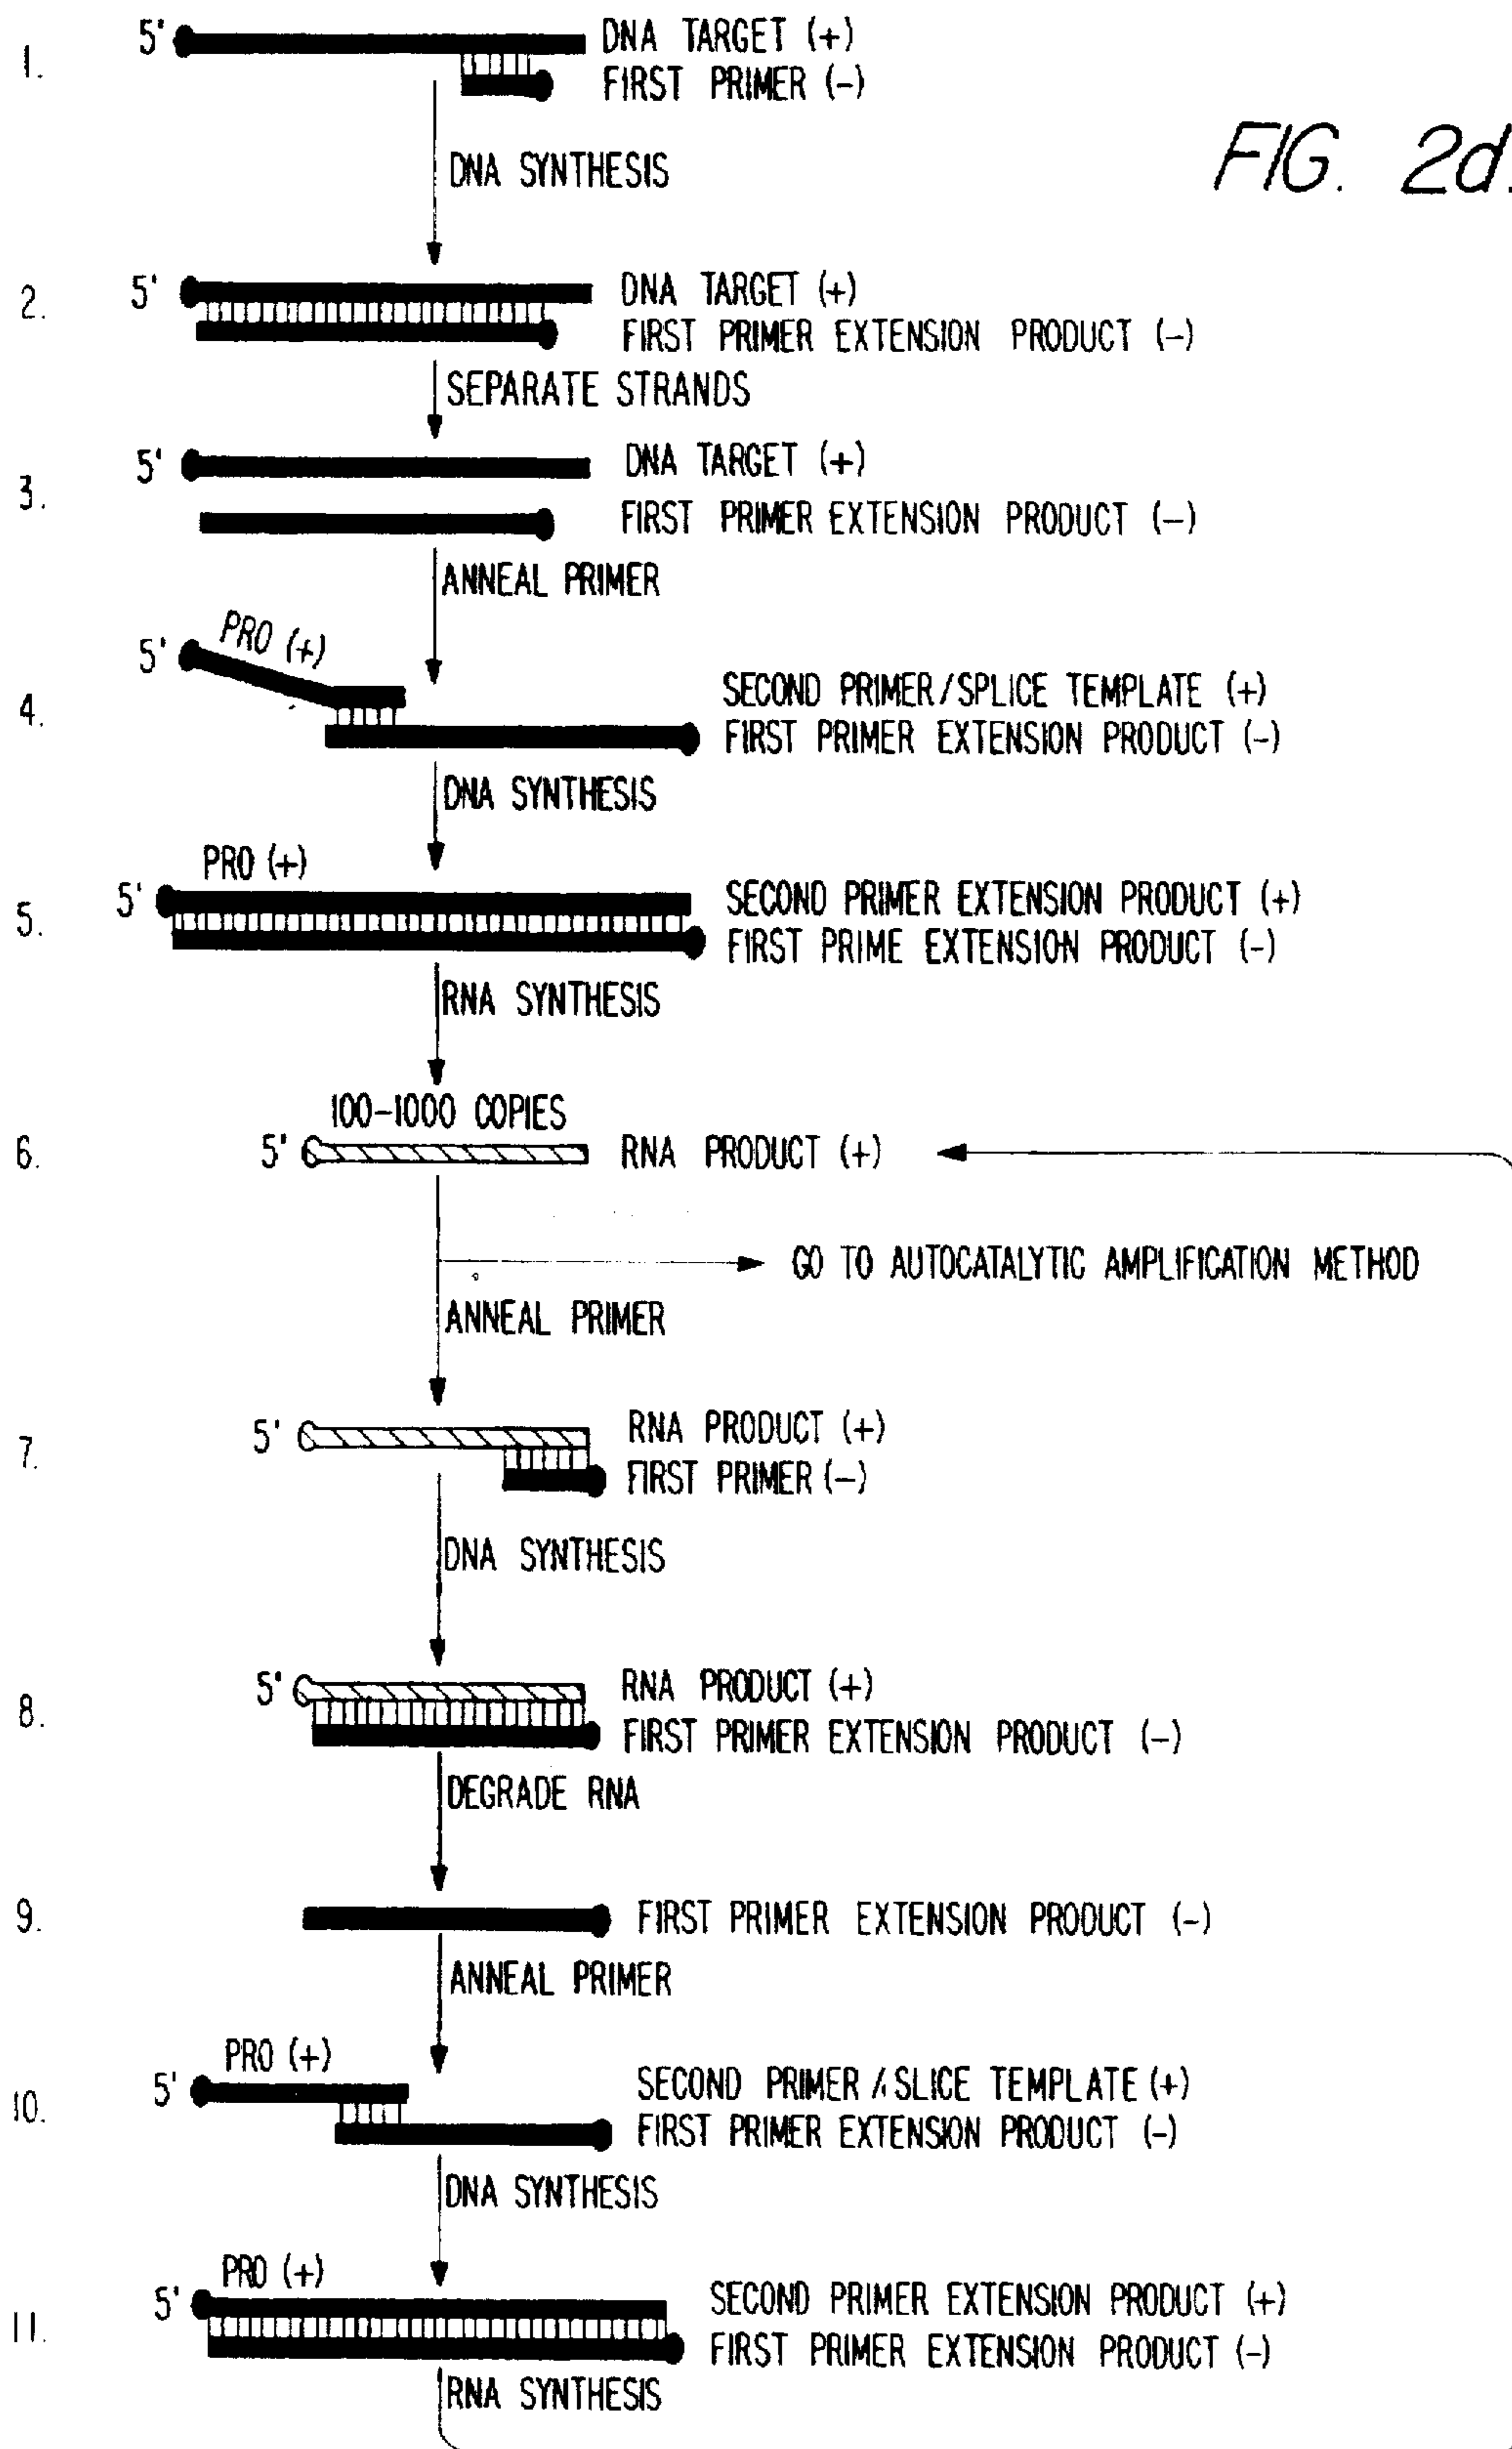 1.
5'
DNA TARGET (+)
FIRST PRIMER (-)
FIG. 2d.
DNA SYNTHESIS
2.
5'
DNA TARGET (+)
FIRST PRIMER EXTENSION PRODUCT (-)
SEPARATE STRANDS
3.
5'
DNA TARGET (+)
FIRST PRIMER EXTENSION PRODUCT (-)
ANNEAL PRIMER
4.
5'
PRO (+)
SECOND PRIMER/SPLICE TEMPLATE (+)
FIRST PRIMER EXTENSION PRODUCT (-)
DNA SYNTHESIS
5.
PRO (+)
5'
SECOND PRIMER EXTENSION PRODUCT (+)
FIRST PRIME EXTENSION PRODUCT (-)
RNA SYNTHESIS
6.
100-1000 COPIES
5'
RNA PRODUCT (+)
GO TO AUTOCATALYTIC AMPLIFICATION METHOD
ANNEAL PRIMER
7.
5'
RNA PRODUCT (+)
FIRST PRIMER (-)
DNA SYNTHESIS
8.
5'
RNA PRODUCT (+)
FIRST PRIMER EXTENSION PRODUCT (-)
DEGRADE RNA
9.
FIRST PRIMER EXTENSION PRODUCT (-)
ANNEAL PRIMER
10.
PRO (+)
5'
SECOND PRIMER / SLICE TEMPLATE (+)
FIRST PRIMER EXTENSION PRODUCT (-)
DNA SYNTHESIS
11.
PRO (+)
5'
SECOND PRIMER EXTENSION PRODUCT (+)
FIRST PRIMER EXTENSION PRODUCT (-)
RNA SYNTHESIS